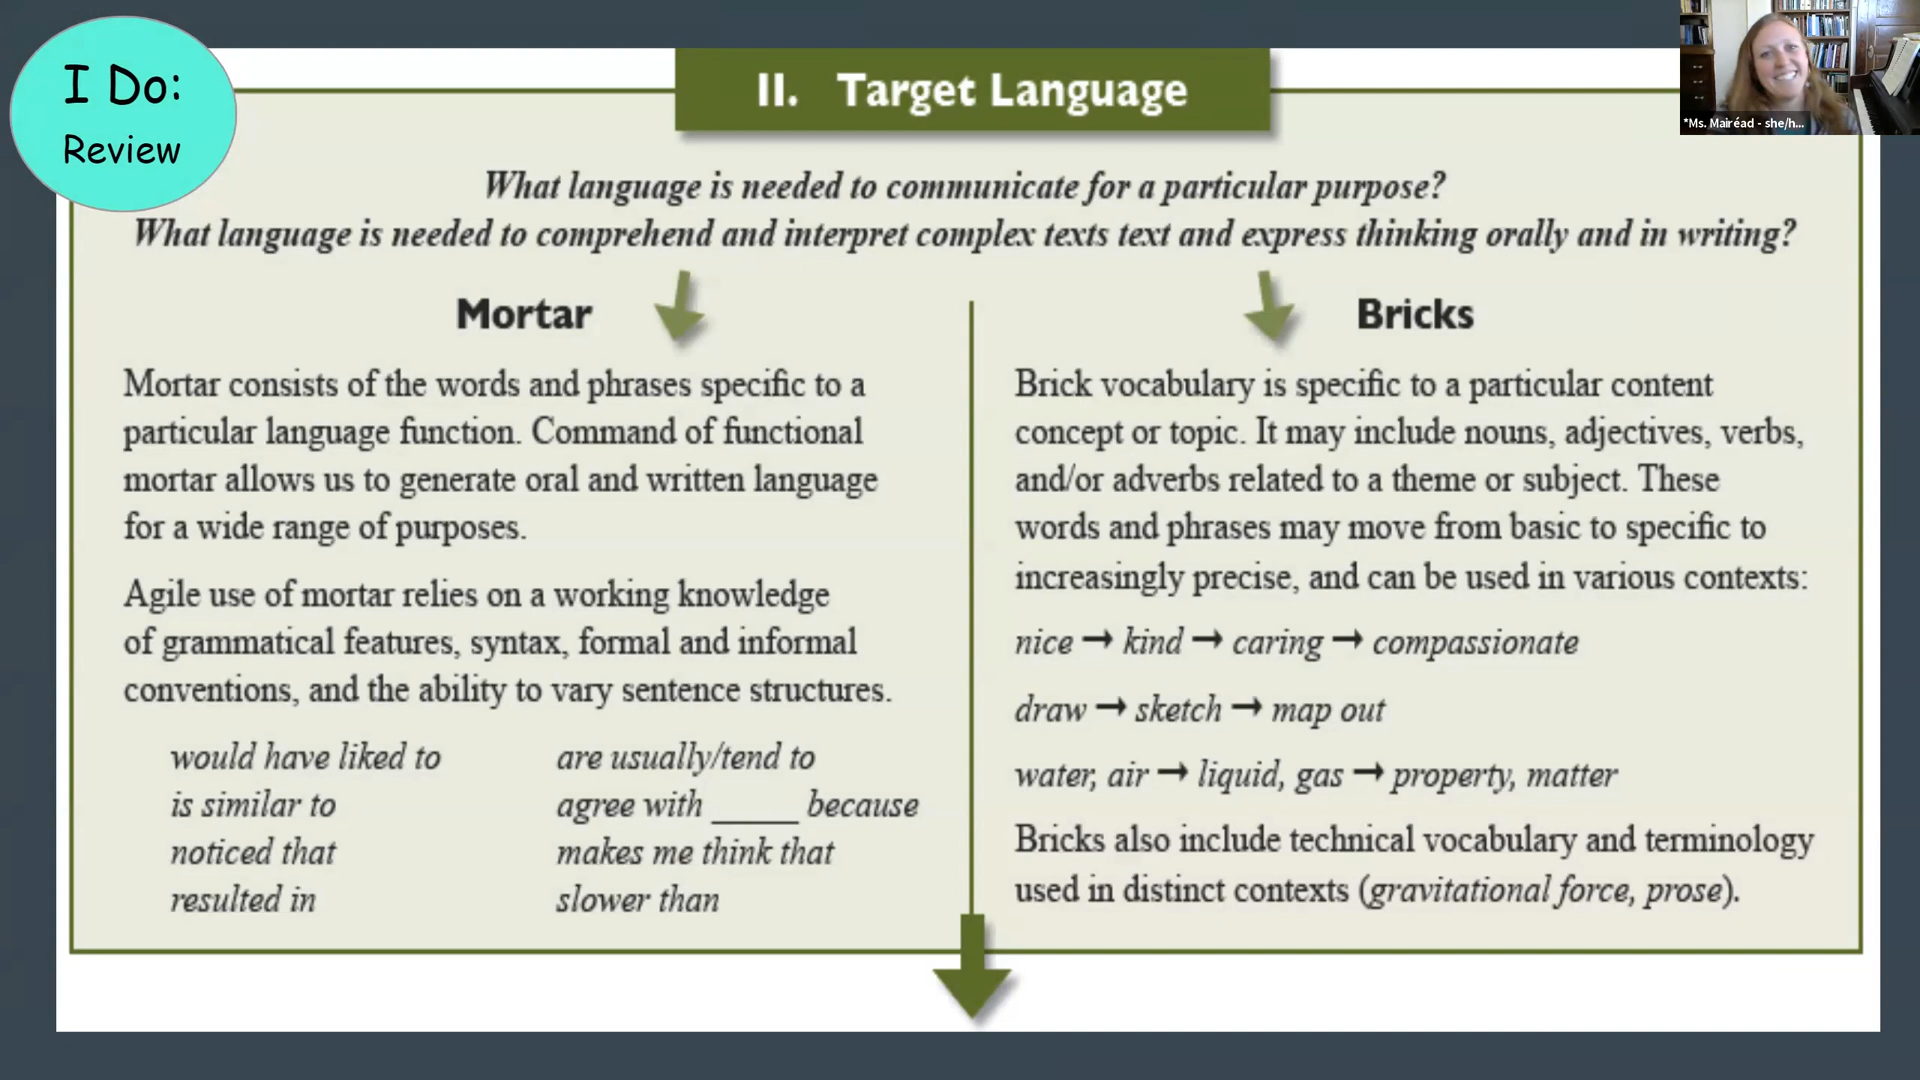 I Do:
Review
II. Target Language
*Ms. Mairéad - she/h...
What language is needed to communicate for a particular purpose?
What language is needed to comprehend and interpret complex texts text and express thinking orally and in writing?
Mortar
Mortar consists of the words and phrases specific to a
particular language function. Command of functional
mortar allows us to generate oral and written language
for a wide range of purposes.
Agile use of mortar relies on a working knowledge
of grammatical features, syntax, formal and informal
conventions, and the ability to vary sentence structures.
would have liked to
is similar to
noticed that
resulted in
are usually/tend to
agree with _____ because
makes me think that
slower than
Bricks
Brick vocabulary is specific to a particular content
concept or topic. It may include nouns, adjectives, verbs,
and/or adverbs related to a theme or subject. These
words and phrases may move from basic to specific to
increasingly precise, and can be used in various contexts:
nice → kind → caring → compassionate
draw → sketch → map out
water, air → liquid, gas → property, matter
Bricks also include technical vocabulary and terminology
used in distinct contexts (gravitational force, prose).